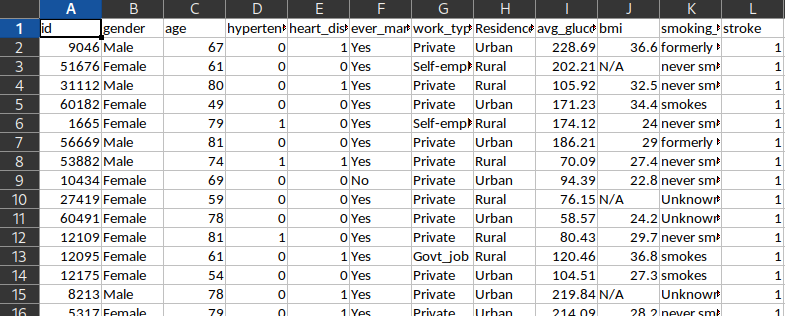 A B C D E F G H I J K L
1 id gender age hyperten heart_dis ever_mar work_typ Residence avg_gluco bmi smoking_ stroke
2 9046 Male 67 0 1 Yes Private Urban 228.69 36.6 formerly 1
3 51676 Female 61 0 0 Yes Self-empl Rural 202.21 N/A never sm 1
4 31112 Male 80 0 1 Yes Private Rural 105.92 32.5 never sm 1
5 60182 Female 49 0 0 Yes Private Urban 171.23 34.4 smokes 1
6 1665 Female 79 1 0 Yes Self-empl Rural 174.12 24 never sm 1
7 56669 Male 81 0 0 Yes Private Urban 186.21 29 formerly 1
8 53882 Male 74 1 1 Yes Private Rural 70.09 27.4 never sm 1
9 10434 Female 69 0 0 No Private Urban 94.39 22.8 never sm 1
10 27419 Female 59 0 0 Yes Private Rural 76.15 N/A Unknown 1
11 60491 Female 78 0 0 Yes Private Urban 58.57 24.2 Unknown 1
12 12109 Female 81 1 0 Yes Private Rural 80.43 29.7 never sm 1
13 12095 Female 61 0 1 Yes Govt_job Rural 120.46 36.8 smokes 1
14 12175 Female 54 0 0 Yes Private Urban 104.51 27.3 smokes 1
15 8213 Male 78 0 1 Yes Private Urban 219.84 N/A Unknown 1
16 5317 Female 79 0 1 Yes Private Urban 214.09 28.2 never sm 1